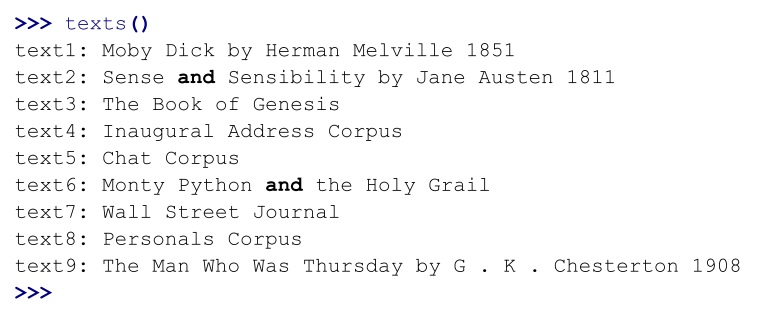 >>> texts()
text1: Moby Dick by Herman Melville 1851
text2: Sense and Sensibility by Jane Austen 1811
text3: The Book of Genesis
text4: Inaugural Address Corpus
text5: Chat Corpus
text6: Monty Python and the Holy Grail
text7: Wall Street Journal
text8: Personals Corpus
text9: The Man Who Was Thursday by G . K . Chesterton 1908
>>>